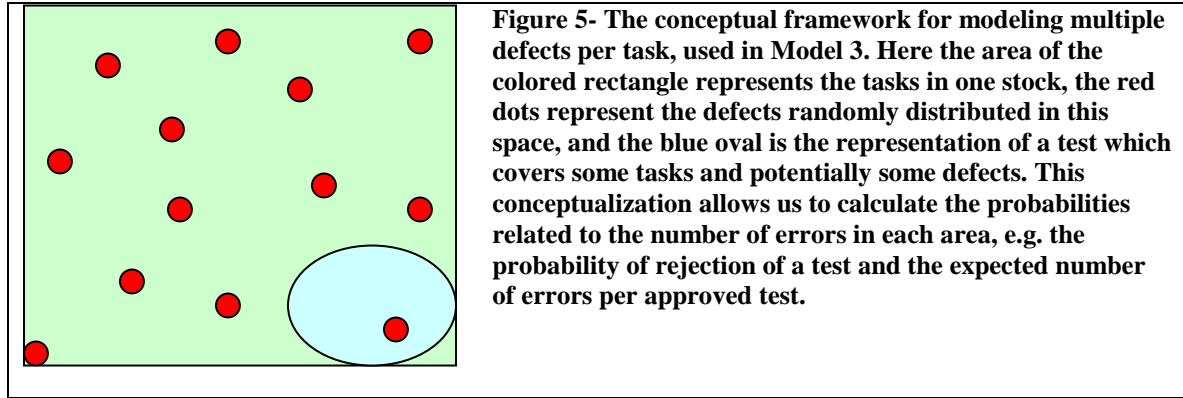 Figure 5- The conceptual framework for modeling multiple
defects per task, used in Model 3. Here the area of the
colored rectangle represents the tasks in one stock, the red
dots represent the defects randomly distributed in this
space, and the blue oval is the representation of a test which
covers some tasks and potentially some defects. This
conceptualization allows us to calculate the probabilities
related to the number of errors in each area, e.g. the
probability of rejection of a test and the expected number
of errors per approved test.